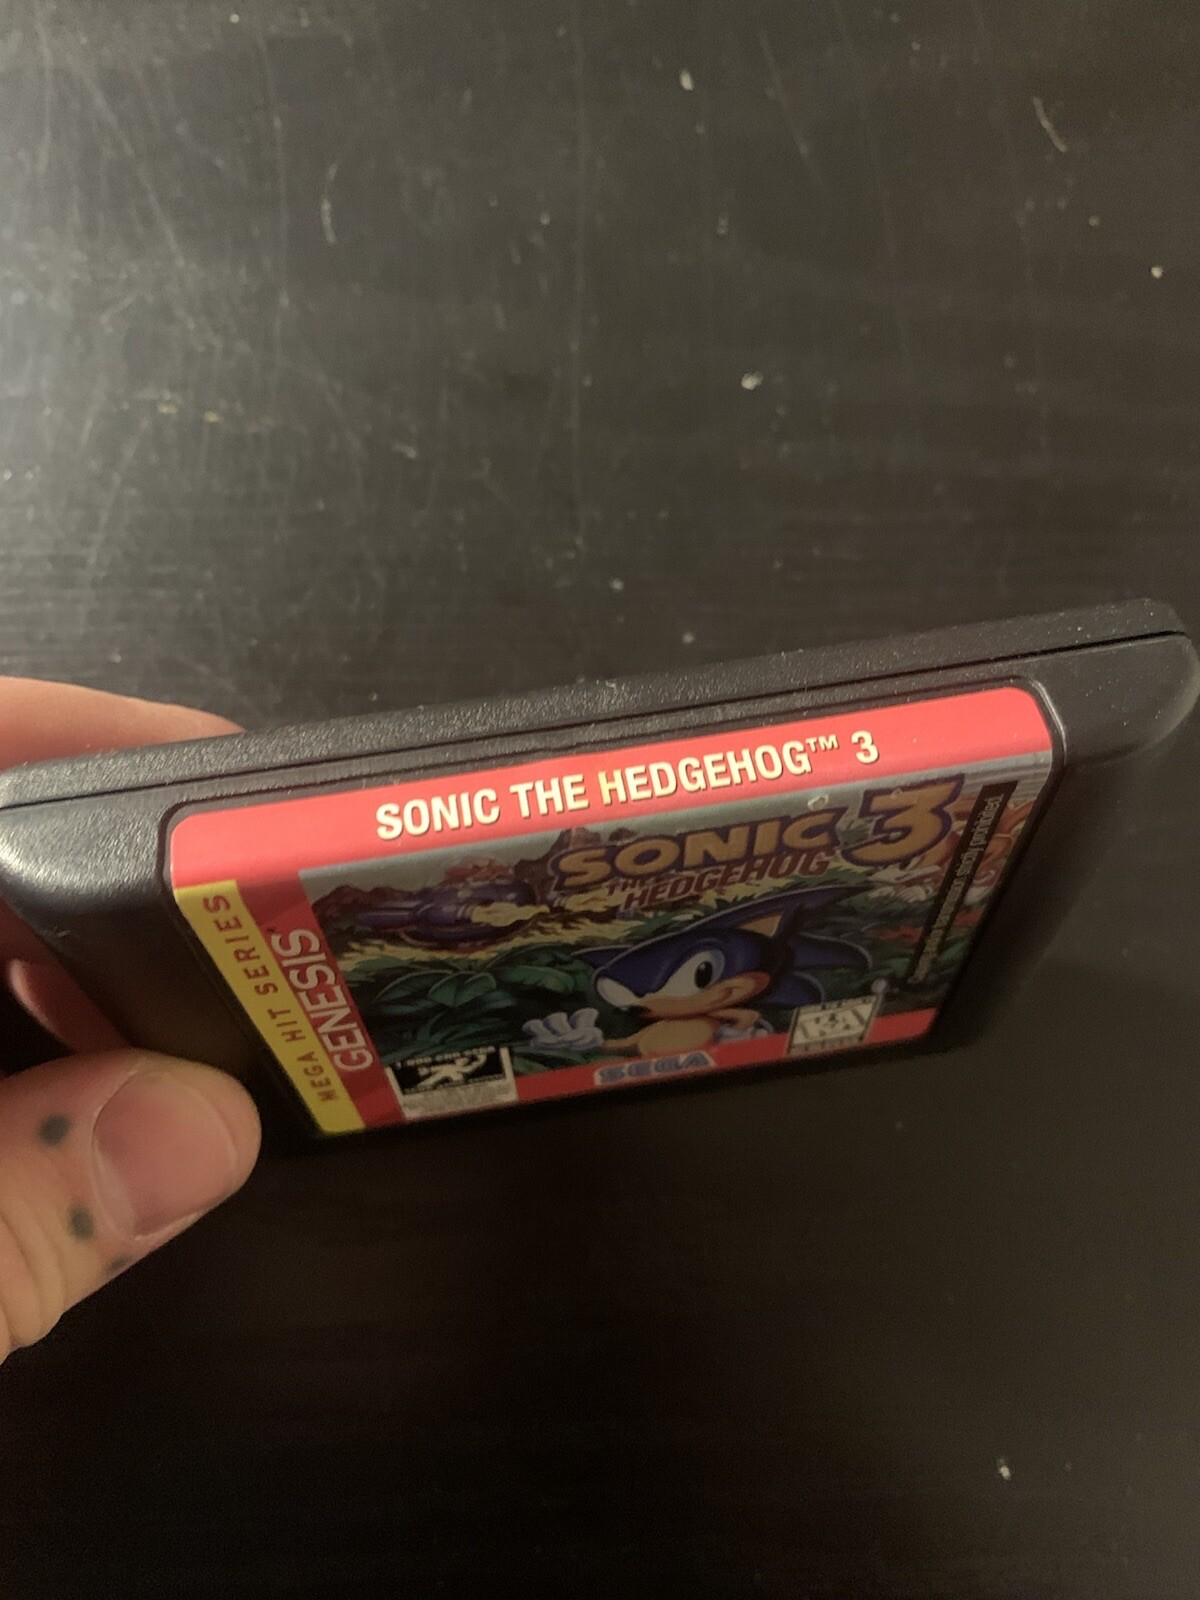 SONIC THE HEDGEHOG™ 3
MEGA HIT SERIES
GENESIS
SONIC 3
THE
HEDGEHOG
SEGA